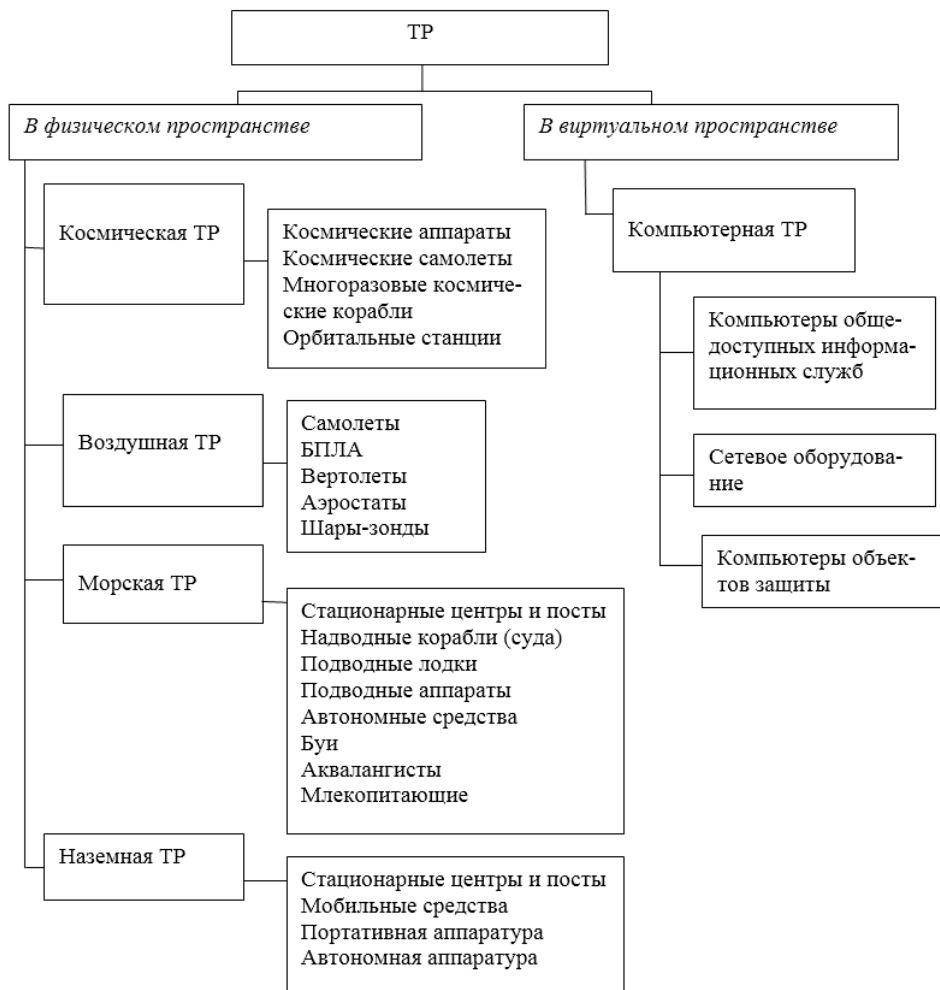 ТР
В физическом пространстве
В виртуальном пространстве
Космическая ТР
Космические аппараты
Космические самолеты
Многоразовые космиче-
ские корабли
Орбитальные станции
Воздушная ТР
Самолеты
БПЛА
Вертолеты
Аэростаты
Шары-зонды
Морская ТР
Стационарные центры и посты
Надводные корабли (суда)
Подводные лодки
Подводные аппараты
Автономные средства
Буи
Аквалангисты
Млекопитающие
Наземная ТР
Стационарные центры и посты
Мобильные средства
Портативная аппаратура
Автономная аппаратура
Компьютерная ТР
Компьютеры обще-
доступных информа-
ционных служб
Сетевое оборудова-
ние
Компьютеры объек-
тов защиты